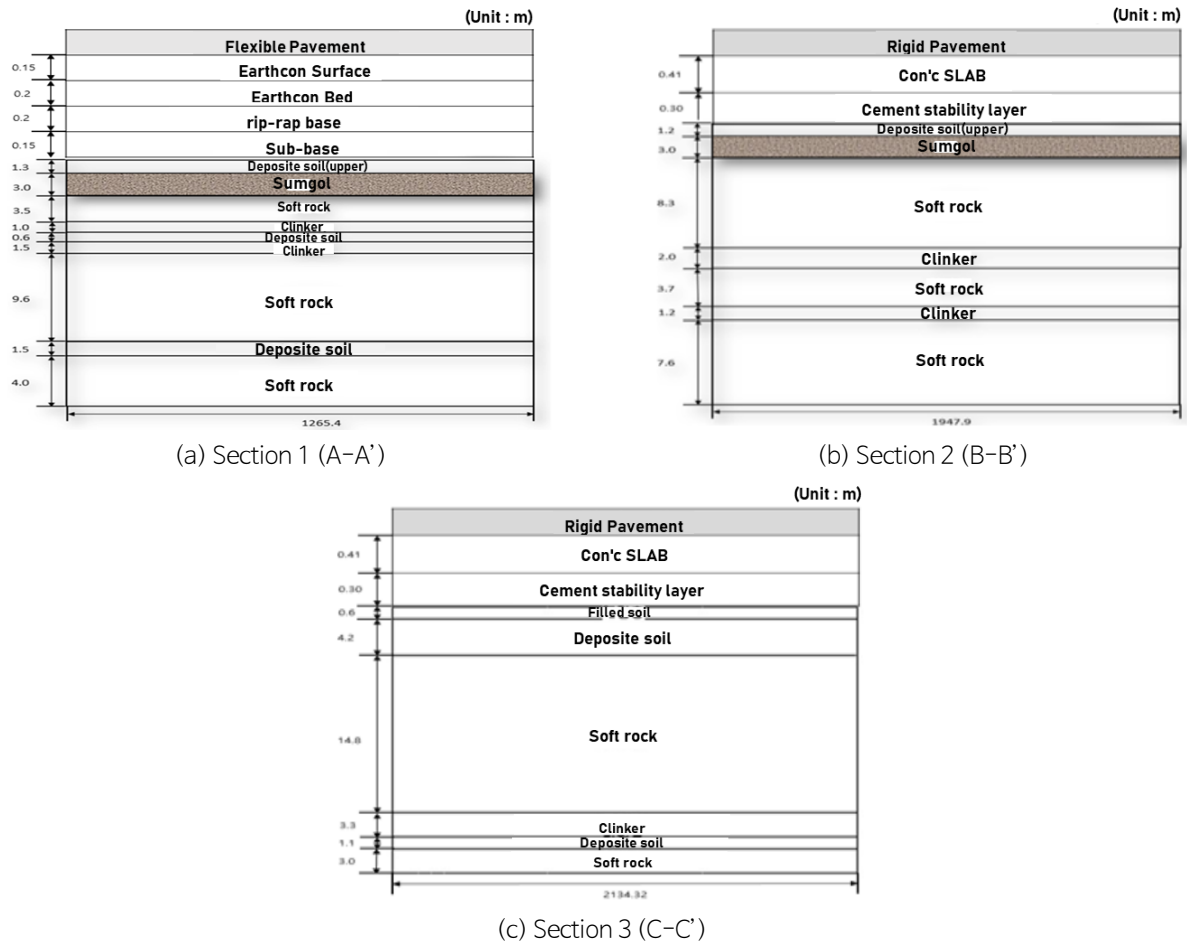 (Unit : m)
Flexible Pavement
0.15
Earthcon Surface
0.2
Earthcon Bed
0.2
rip-rap base
0.15
Sub-base
1.3
Deposite soil(upper)
3.0
Sumgol
3.5
Soft rock
1.0
Clinker
0.6
Deposite soil
1.5
Clinker
9.6
Soft rock
1.5
Deposite soil
4.0
Soft rock
1265.4
(a) Section 1 (A-A’)
(Unit : m)
Rigid Pavement
0.41
Con'c SLAB
0.30
Cement stability layer
1.2
Deposite soil(upper)
3.0
Sumgol
8.3
Soft rock
2.0
Clinker
3.7
Soft rock
1.2
Clinker
7.6
Soft rock
1947.9
(b) Section 2 (B-B’)
(Unit : m)
Rigid Pavement
0.41
Con'c SLAB
0.30
Cement stability layer
0.6
Filled soil
4.2
Deposite soil
14.8
Soft rock
3.3
Clinker
1.1
Deposite soil
3.0
Soft rock
2134.32
(c) Section 3 (C-C’)